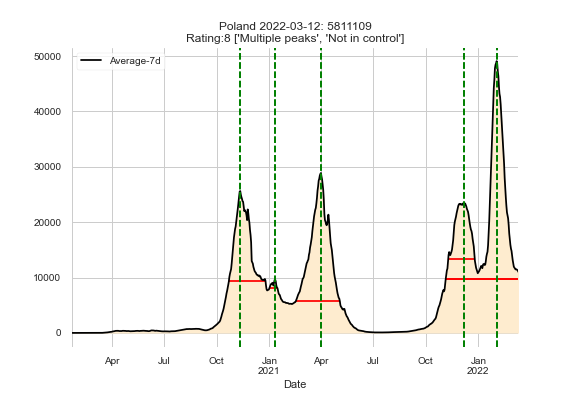 Poland 2022-03-12: 5811109
Rating:8 ['Multiple peaks', 'Not in control']
Average-7d
50000
40000
30000
20000
10000
0
Apr Jul Oct Jan Apr Jul Oct Jan
2021 2022
Date